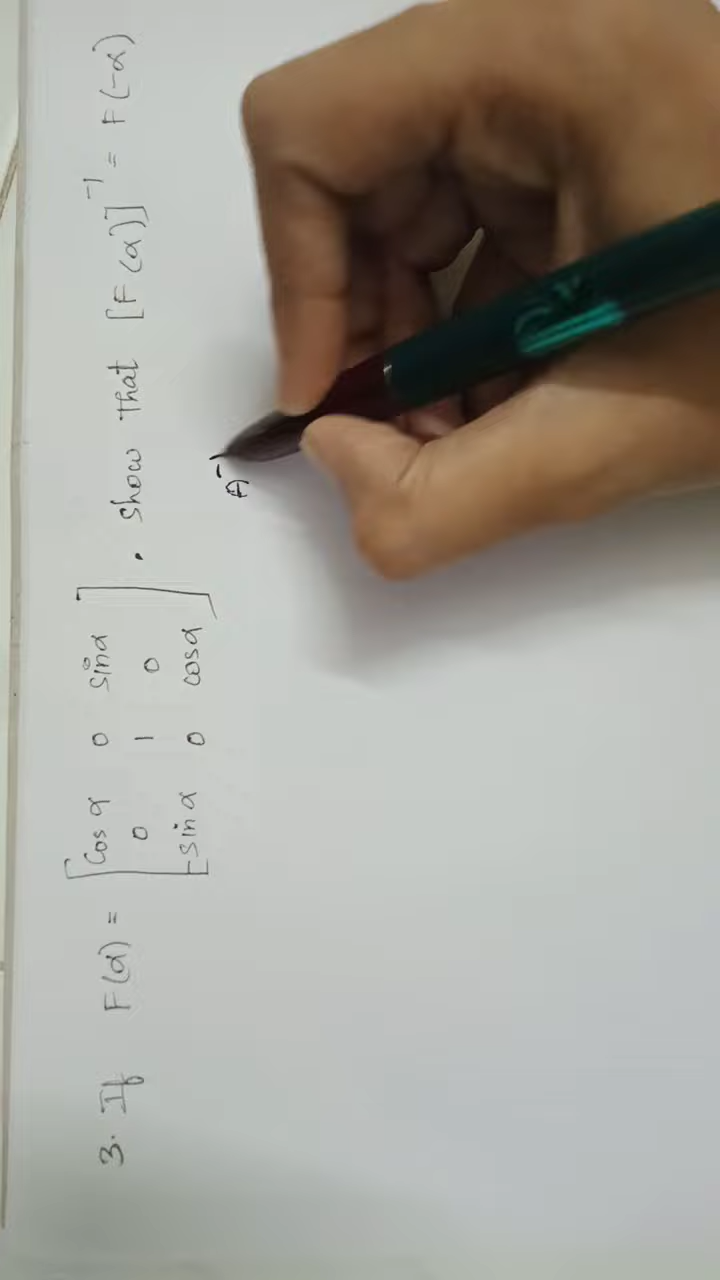 3. If F(α) = [ cos α 0 sin α ] . Show that [F(α)]⁻¹ = F(-α)
0 1 0
-sin α 0 cos α
A⁻